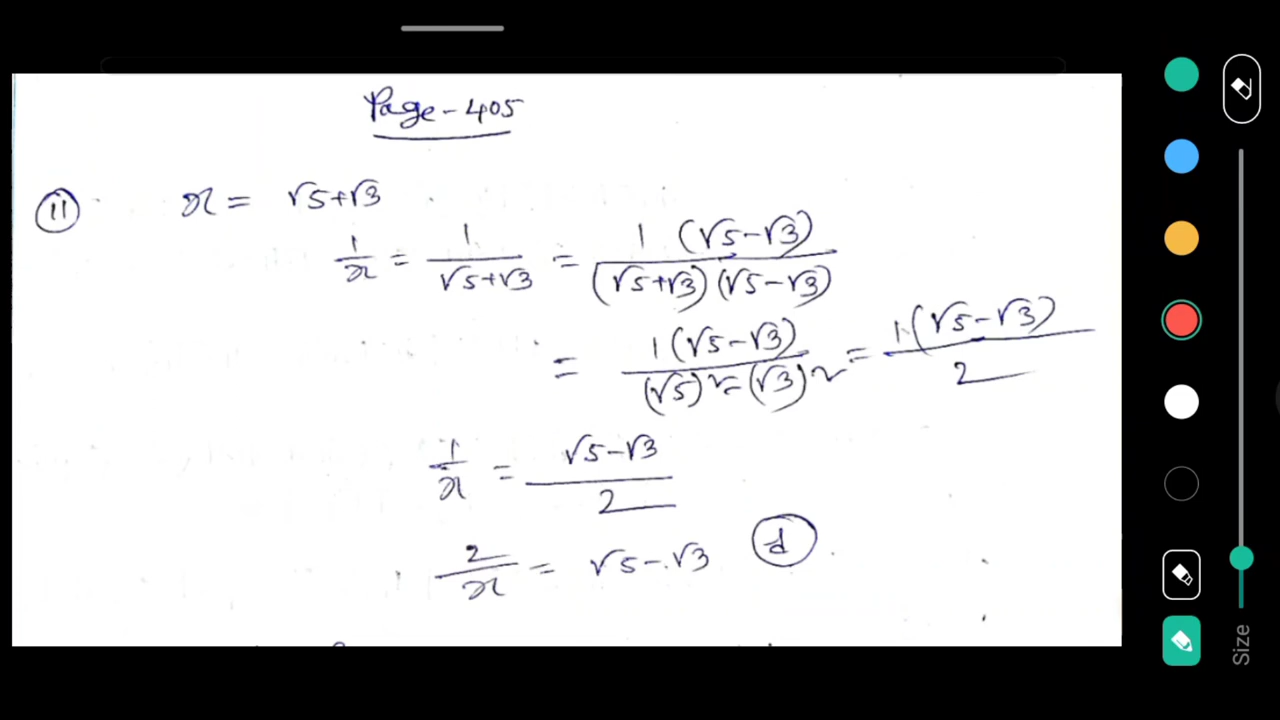 Page - 405
(11) x = √5+√3
1/x = 1/(√5+√3) = 1 (√5-√3)/((√5+√3) (√5-√3))
= 1(√5-√3)/((√5)²-(√3)²) = 1(√5-√3)/2
1/x = (√5-√3)/2
2/x = √5-√3 (d)
Size